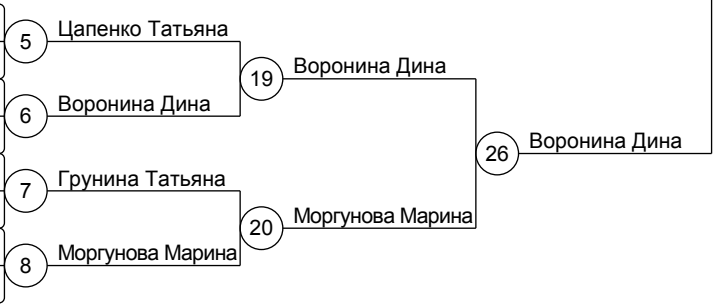 5 Цапенко Татьяна
19 Воронина Дина
6 Воронина Дина
26 Воронина Дина
7 Грунина Татьяна
20 Моргунова Марина
8 Моргунова Марина